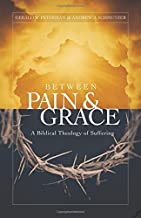 GERALD W. PETERMAN & ANDREW J. SCHMUTZER
BETWEEN
PAIN &
GRACE
A Biblical Theology of Suffering